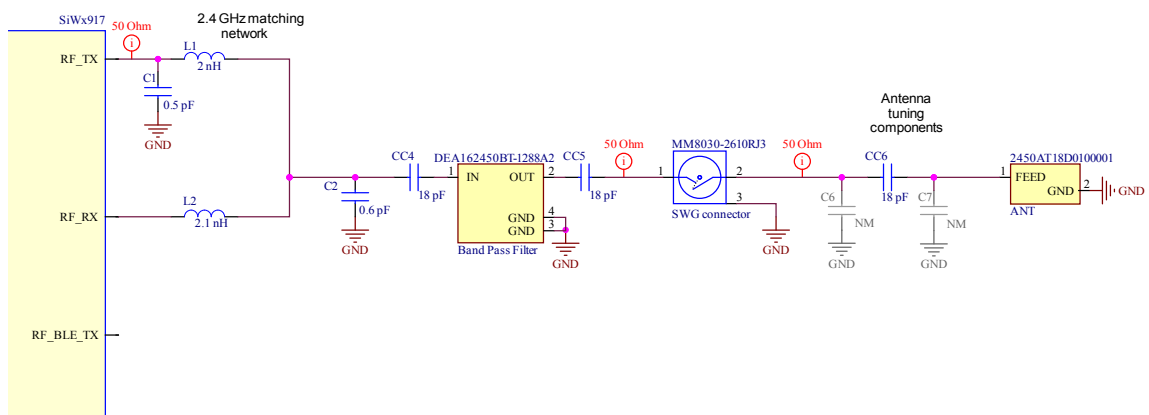 SiWx917
2.4 GHz matching
network
50 Ohm
i
RF_TX
L1
2 nH
C1
0.5 pF
GND
RF_RX
L2
2.1 nH
C2
0.6 pF
GND
CC4
18 pF
DEA162450BT-1288A2
1
IN
OUT
2
GND
4
GND
3
Band Pass Filter
GND
CC5
18 pF
50 Ohm
i
MM8030-2610RJ3
1
2
3
SWG connector
GND
50 Ohm
i
Antenna
tuning
components
C6
NM
GND
CC6
18 pF
C7
NM
GND
2450AT18D0100001
1
FEED
GND
2
GND
ANT
RF_BLE_TX